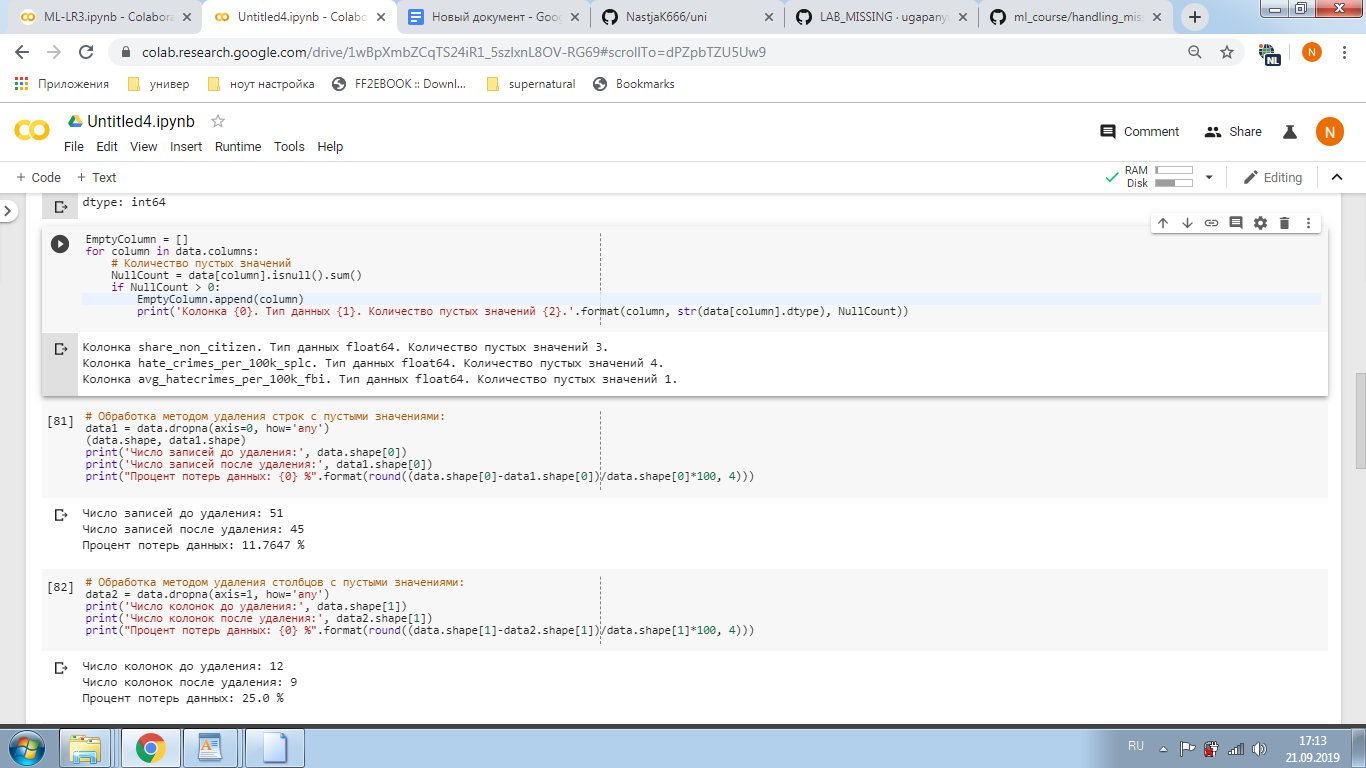 ML-LR3.ipynb - Colabora
Untitled4.ipynb - Colabo
Новый документ - Goog
NastjaK666/uni
LAB_MISSING · ugapany
ml_course/handling_mis
colab.research.google.com/drive/1wBpXmbZCqTS24iR1_5szlxnL8OV-RG69#scrollTo=dPZpbTZU5Uw9
NL
N
Приложения
универ
ноут настройка
FF2EBOOK :: Downl...
supernatural
Bookmarks
Untitled4.ipynb
File Edit View Insert Runtime Tools Help
Comment
Share
N
+ Code + Text
RAM
Disk
Editing
dtype: int64
EmptyColumn = []
for column in data.columns:
# Количество пустых значений
NullCount = data[column].isnull().sum()
if NullCount > 0:
EmptyColumn.append(column)
print('Колонка {0}. Тип данных {1}. Количество пустых значений {2}.'.format(column, str(data[column].dtype), NullCount))
Колонка share_non_citizen. Тип данных float64. Количество пустых значений 3.
Колонка hate_crimes_per_100k_splc. Тип данных float64. Количество пустых значений 4.
Колонка avg_hatecrimes_per_100k_fbi. Тип данных float64. Количество пустых значений 1.
[81]
# Обработка методом удаления строк с пустыми значениями:
data1 = data.dropna(axis=0, how='any')
(data.shape, data1.shape)
print('Число записей до удаления:', data.shape[0])
print('Число записей после удаления:', data1.shape[0])
print("Процент потерь данных: {0} %".format(round((data.shape[0]-data1.shape[0])/data.shape[0]*100, 4)))
Число записей до удаления: 51
Число записей после удаления: 45
Процент потерь данных: 11.7647 %
[82]
# Обработка методом удаления столбцов с пустыми значениями:
data2 = data.dropna(axis=1, how='any')
print('Число колонок до удаления:', data.shape[1])
print('Число колонок после удаления:', data2.shape[1])
print("Процент потерь данных: {0} %".format(round((data.shape[1]-data2.shape[1])/data.shape[1]*100, 4)))
Число колонок до удаления: 12
Число колонок после удаления: 9
Процент потерь данных: 25.0 %
RU
17:13
21.09.2019